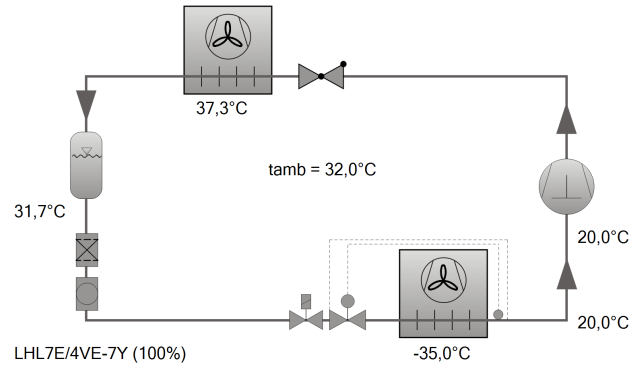 37,3°C
tamb = 32,0°C
31,7°C
20,0°C
20,0°C
LHL7E/4VE-7Y (100%)
-35,0°C